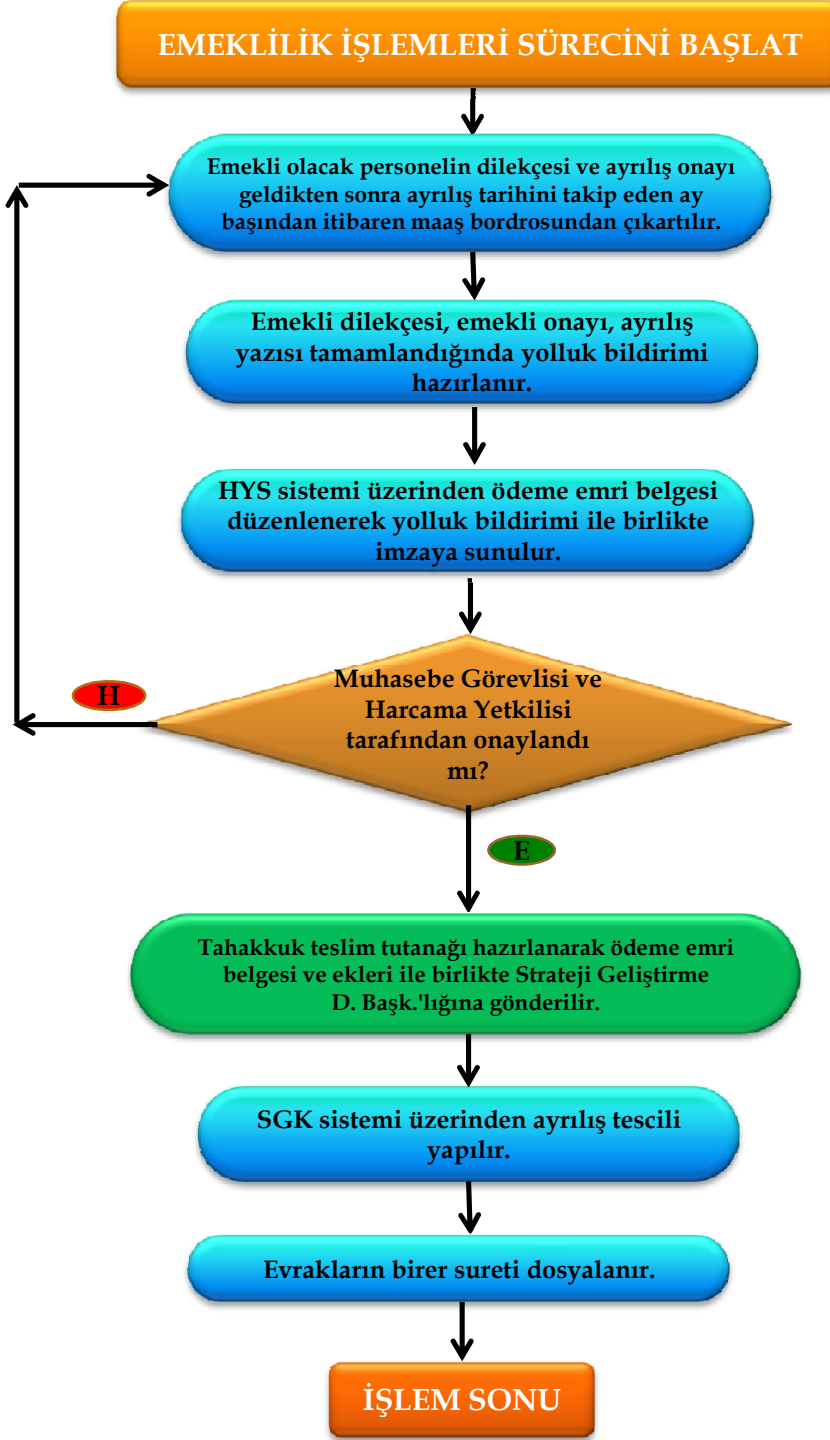 EMEKLİLİK İŞLEMLERİ SÜRECİNİ BAŞLAT
Emekli olacak personelin dilekçesi ve ayrılış onayı
geldikten sonra ayrılış tarihini takip eden ay
başından itibaren maaş bordrosundan çıkartılır.
Emekli dilekçesi, emekli onayı, ayrılış
yazısı tamamlandığında yolluk bildirimi
hazırlanır.
HYS sistemi üzerinden ödeme emri belgesi
düzenlenerek yolluk bildirimi ile birlikte
imzaya sunulur.
Muhasebe Görevlisi ve
Harcama Yetkilisi
tarafından onaylandı
mı?
H
E
Tahakkuk teslim tutanağı hazırlanarak ödeme emri
belgesi ve ekleri ile birlikte Strateji Geliştirme
D. Başk.'lığına gönderilir.
SGK sistemi üzerinden ayrılış tescili
yapılır.
Evrakların birer sureti dosyalanır.
İŞLEM SONU